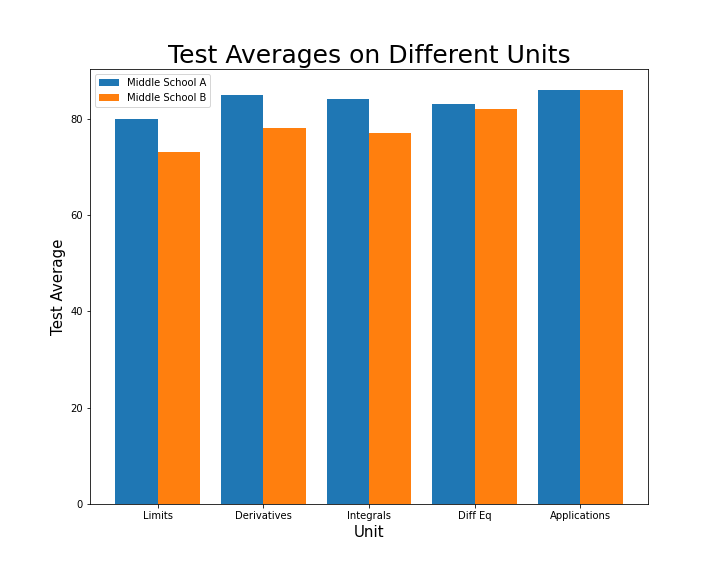 Test Averages on Different Units
Middle School A
Middle School B
80
60
40
20
0
Test Average
Limits
Derivatives
Integrals
Diff Eq
Applications
Unit